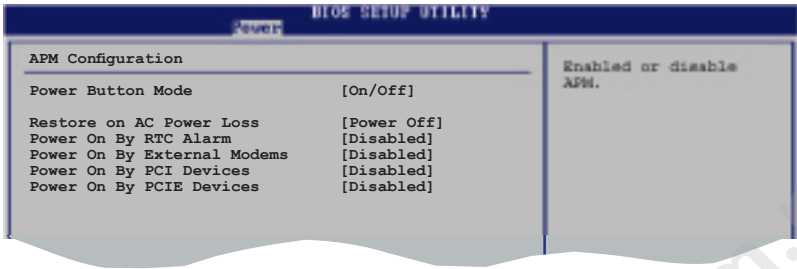 BIOS SETUP UTILITY
Power
APM Configuration
Power Button Mode [On/Off]
Restore on AC Power Loss [Power Off]
Power On By RTC Alarm [Disabled]
Power On By External Modems [Disabled]
Power On By PCI Devices [Disabled]
Power On By PCIE Devices [Disabled]
Enabled or disable
APM.